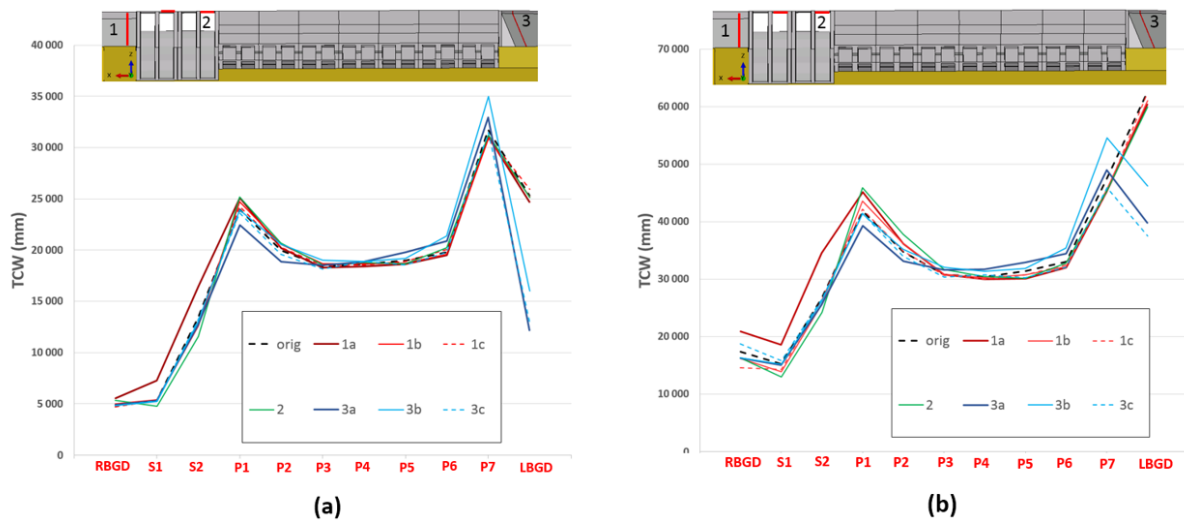 1 2 3
z
x
40 000
35 000
30 000
25 000
20 000
15 000
10 000
5 000
0
TCW (mm)
orig 1a 1b 1c
2 3a 3b 3c
RBGD S1 S2 P1 P2 P3 P4 P5 P6 P7 LBGD
(a)
1 2 3
z
x
70 000
60 000
50 000
40 000
30 000
20 000
10 000
0
TCW (mm)
orig 1a 1b 1c
2 3a 3b 3c
RBGD S1 S2 P1 P2 P3 P4 P5 P6 P7 LBGD
(b)